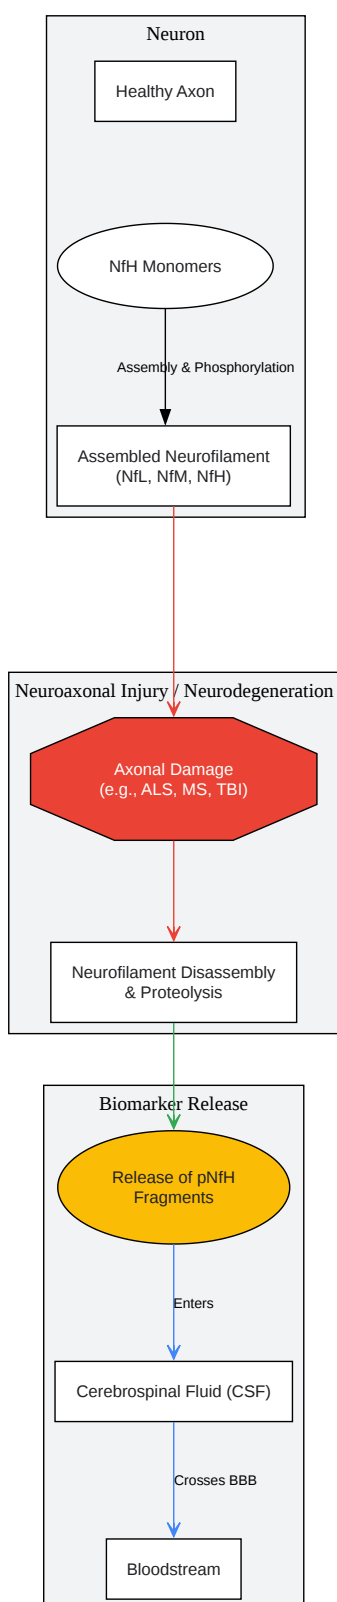 Neuron
Healthy Axon
NfH Monomers
Assembly & Phosphorylation
Assembled Neurofilament
(NfL, NfM, NfH)
Neuroaxonal Injury / Neurodegeneration
Axonal Damage
(e.g., ALS, MS, TBI)
Neurofilament Disassembly
& Proteolysis
Biomarker Release
Release of pNfH
Fragments
Enters
Cerebrospinal Fluid (CSF)
Crosses BBB
Bloodstream